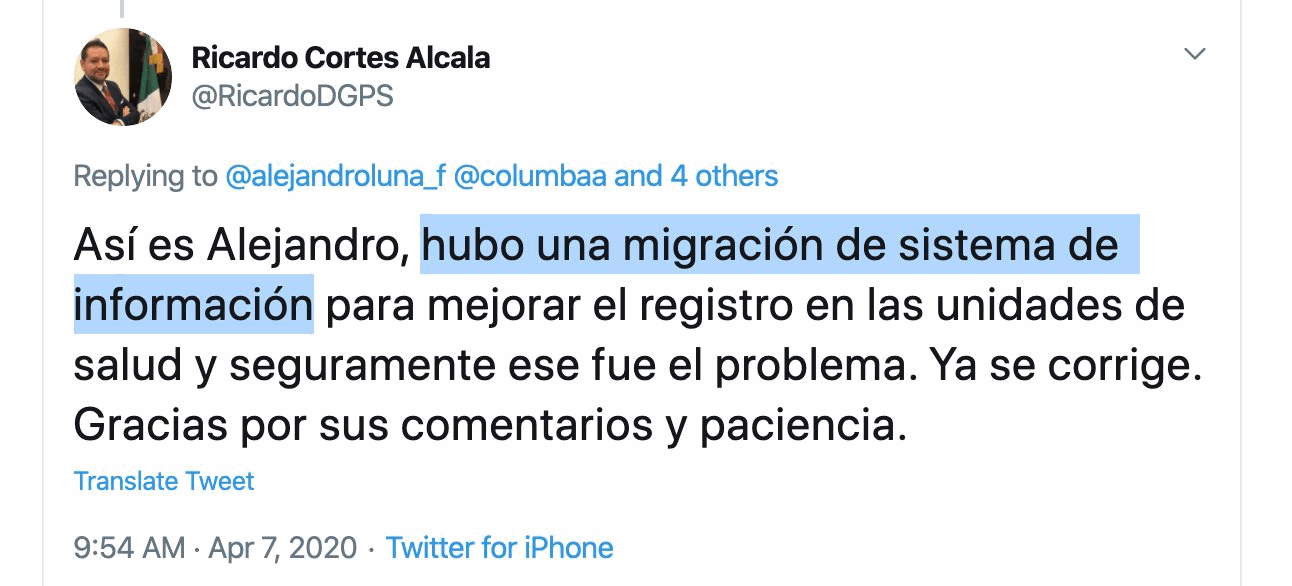 Ricardo Cortes Alcala
@RicardoDGPS
Replying to @alejandroluna_f @columbaa and 4 others
Así es Alejandro, hubo una migración de sistema de
información para mejorar el registro en las unidades de
salud y seguramente ese fue el problema. Ya se corrige.
Gracias por sus comentarios y paciencia.
Translate Tweet
9:54 AM · Apr 7, 2020 · Twitter for iPhone